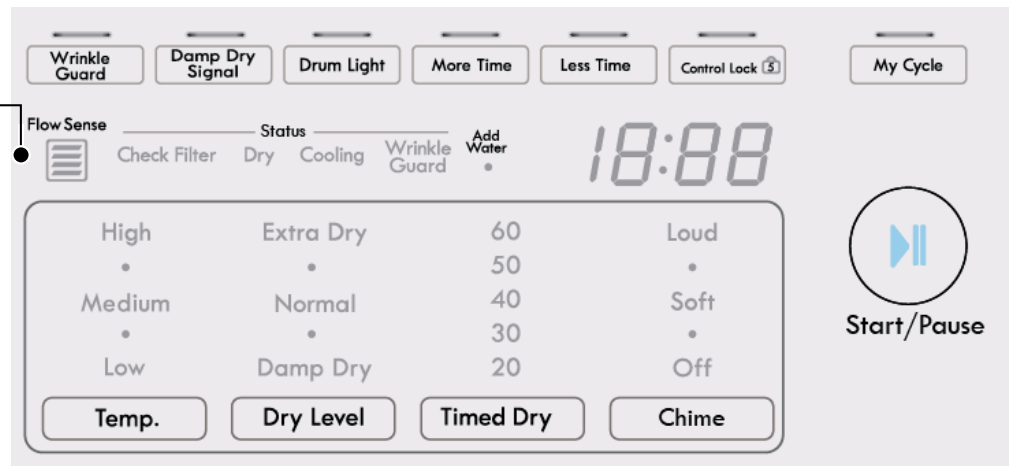 Wrinkle
Guard
Damp Dry
Signal
Drum Light
More Time
Less Time
Control Lock 5
My Cycle
Flow Sense
Status
Check Filter
Dry
Cooling
Wrinkle
Guard
Add
Water
18:88
High
Medium
Low
Temp.
Extra Dry
Normal
Damp Dry
Dry Level
60
50
40
30
20
Timed Dry
Loud
Soft
Off
Chime
Start/Pause